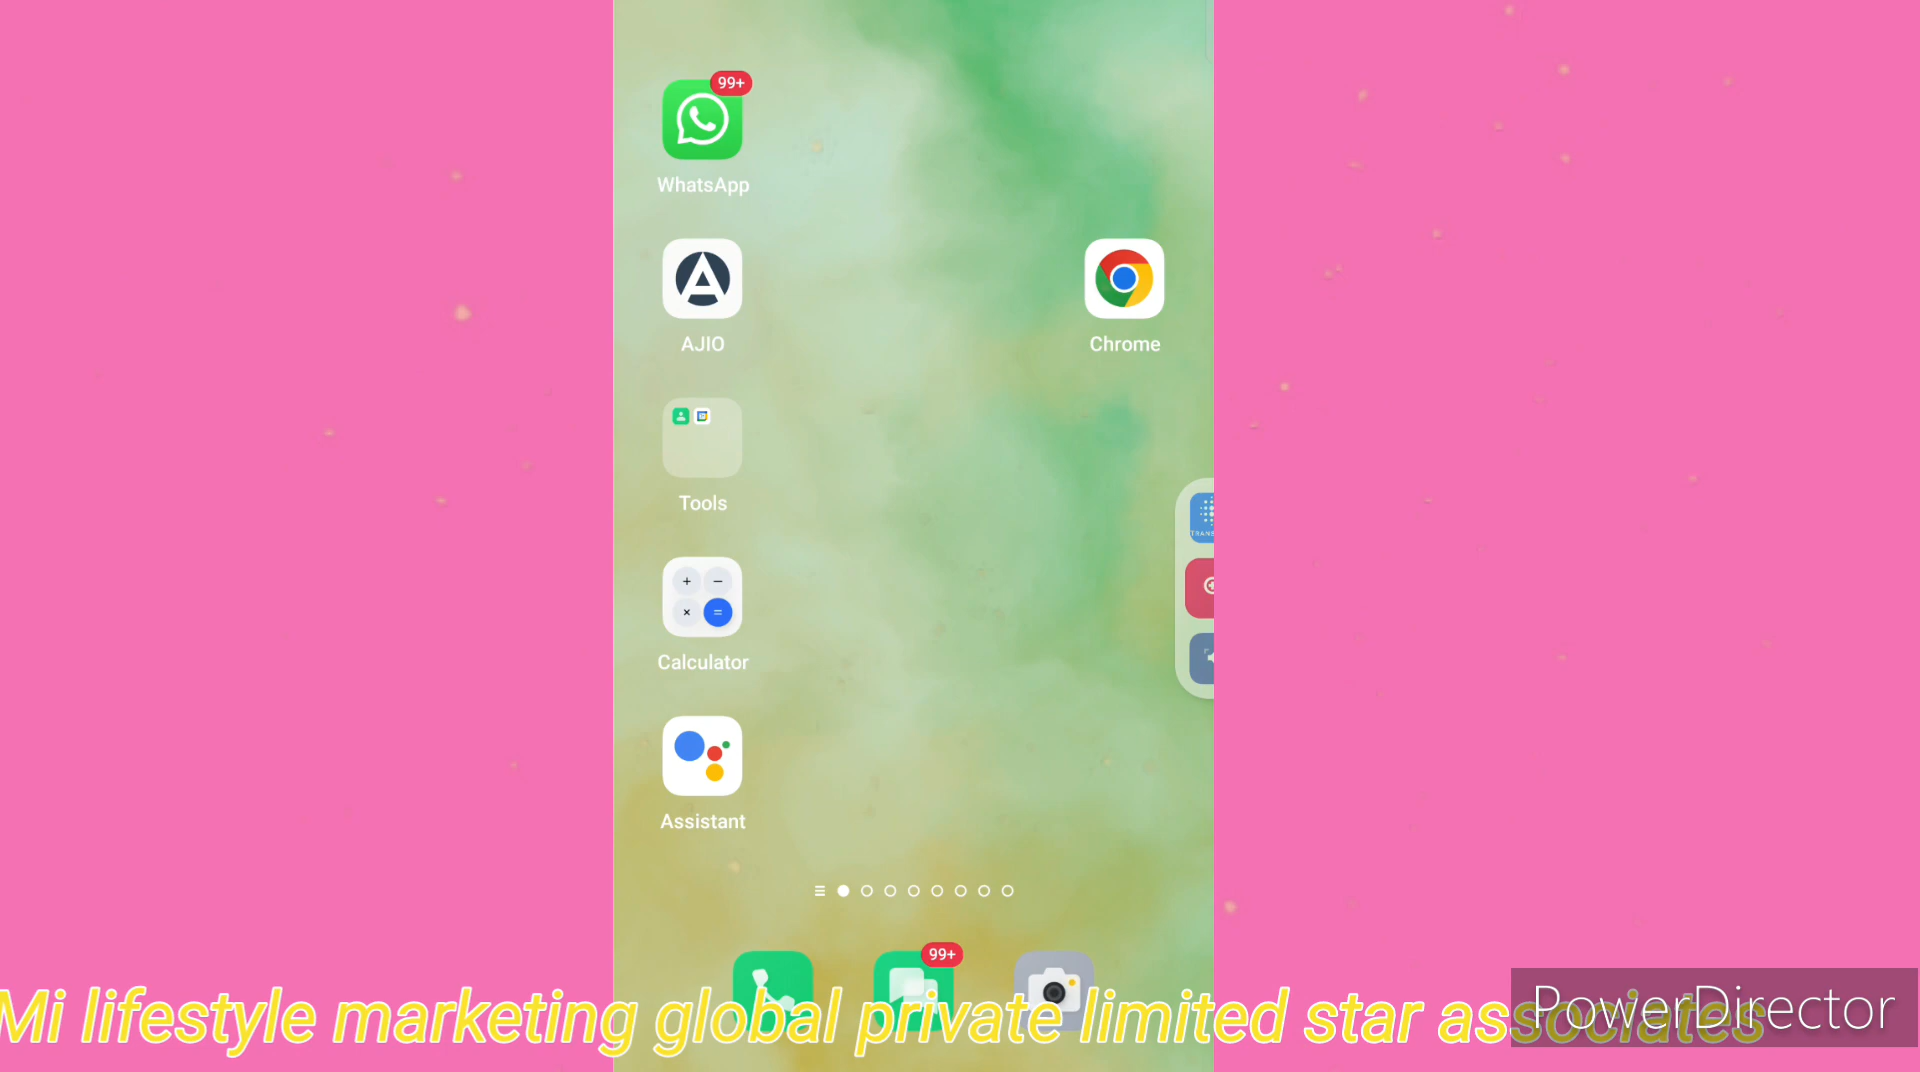 99+
WhatsApp
AJIO
Chrome
Tools
Calculator
Assistant
99+
Mi lifestyle marketing global private limited star associates
PowerDirector